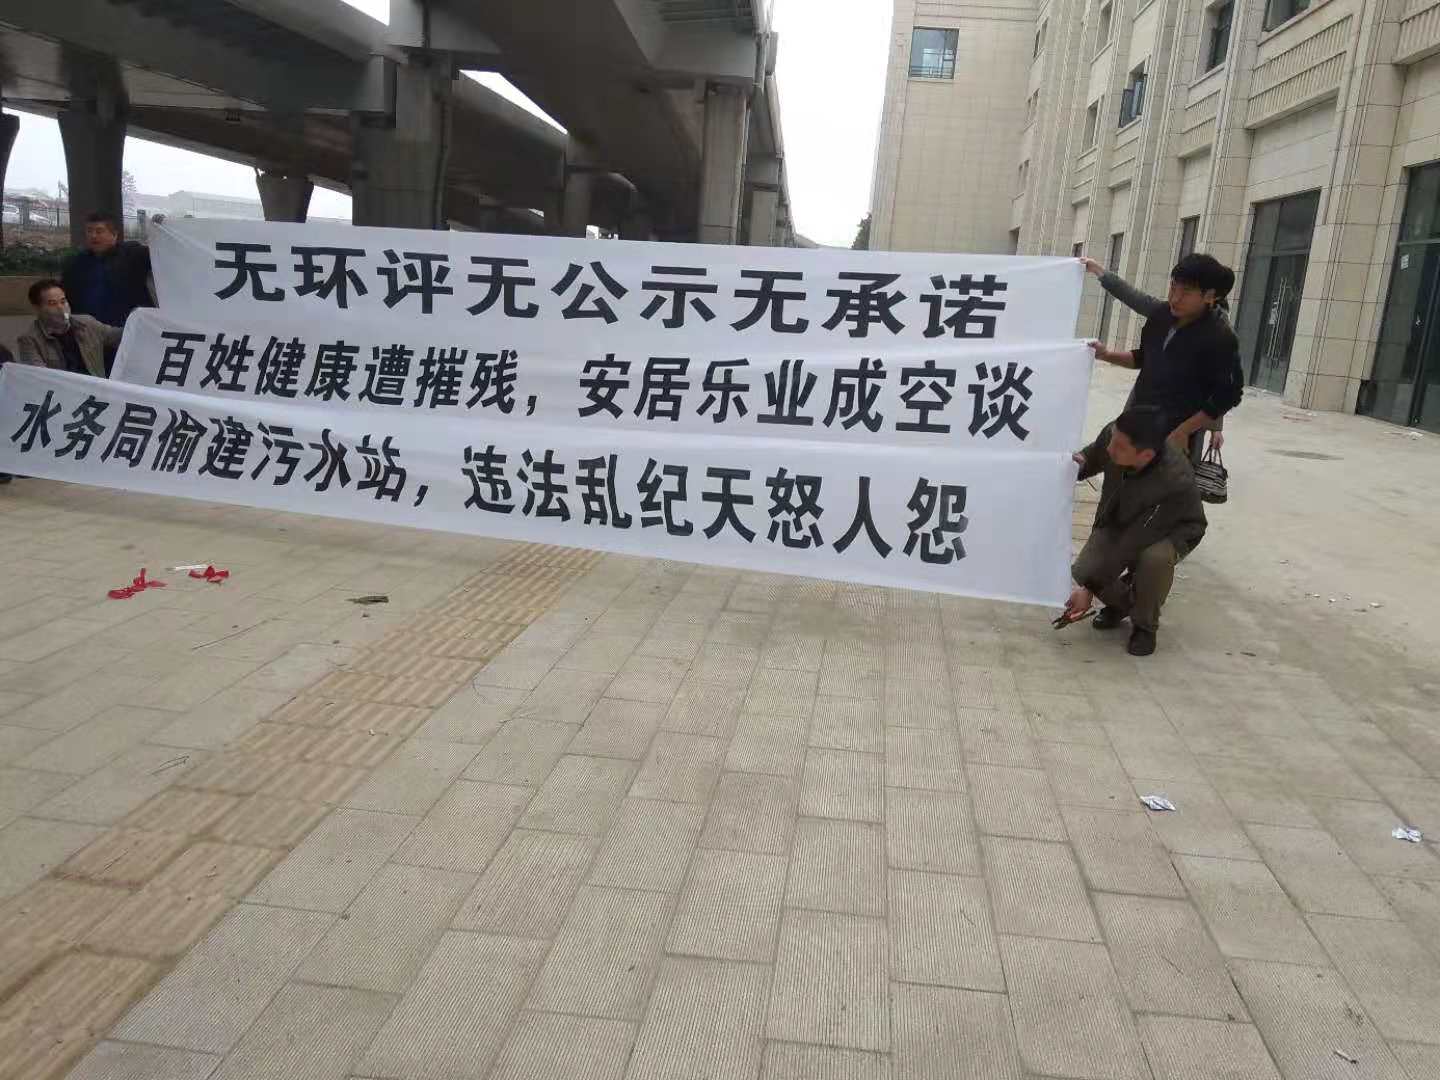 无环评无公示无承诺
百姓健康遭摧残，安居乐业成空谈
水务局偷建污水站，违法乱纪天怒人怨